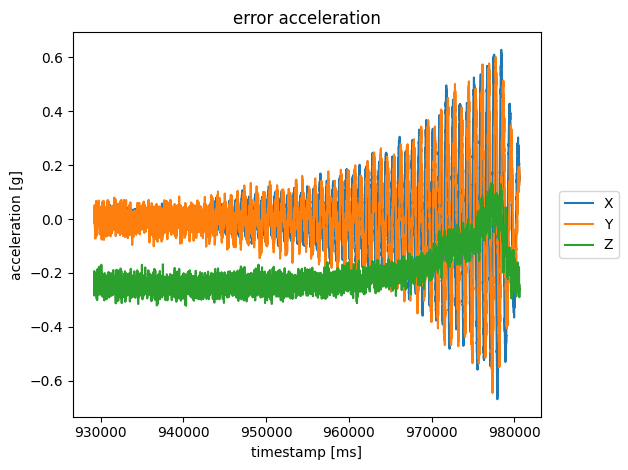 error acceleration
acceleration [g]
0.6
0.4
0.2
0.0
−0.2
−0.4
−0.6
930000 940000 950000 960000 970000 980000
timestamp [ms]
X
Y
Z